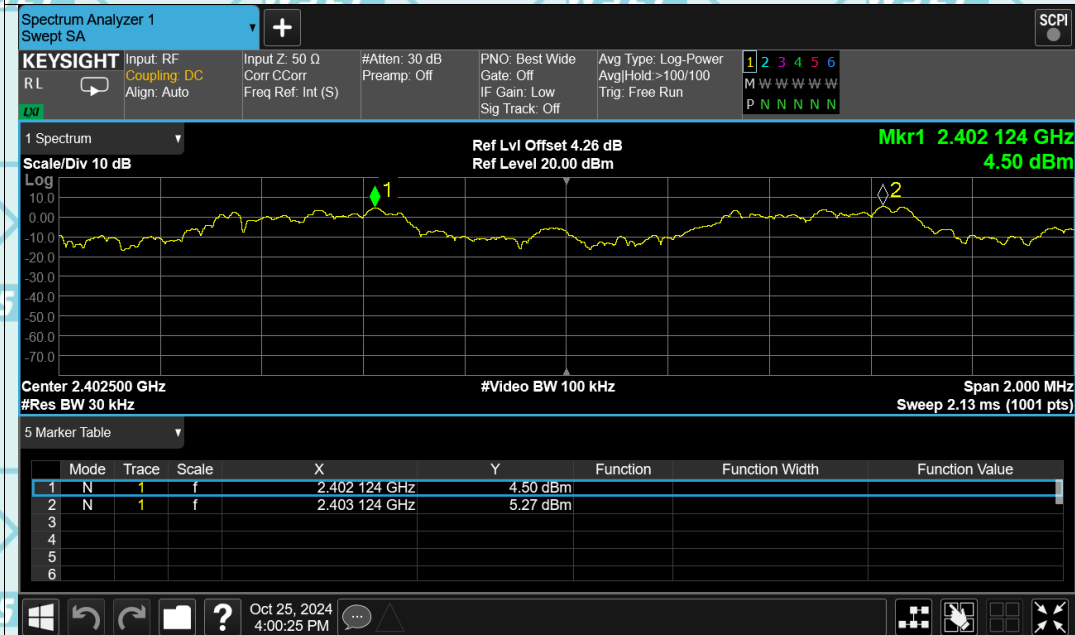 Spectrum Analyzer 1
Swept SA
+
SCPI
KEYSIGHT
R L
LXI
Input: RF
Coupling: DC
Align: Auto
Input Z: 50 Ω
Corr CCorr
Freq Ref: Int (S)
#Atten: 30 dB
Preamp: Off
PNO: Best Wide
Gate: Off
IF Gain: Low
Sig Track: Off
Avg Type: Log-Power
Avg|Hold:>100/100
Trig: Free Run
1 2 3 4 5 6
M W W W W W
P N N N N N
1 Spectrum
Scale/Div 10 dB
Ref Lvl Offset 4.26 dB
Ref Level 20.00 dBm
Mkr1 2.402 124 GHz
4.50 dBm
Log
10.0
0.00
-10.0
-20.0
-30.0
-40.0
-50.0
-60.0
-70.0
1
2
Center 2.402500 GHz
#Video BW 100 kHz
Span 2.000 MHz
#Res BW 30 kHz
Sweep 2.13 ms (1001 pts)
5 Marker Table
Mode Trace Scale X Y Function Function Width Function Value
1 N 1 f 2.402 124 GHz 4.50 dBm
2 N 1 f 2.403 124 GHz 5.27 dBm
3
4
5
6
?
Oct 25, 2024
4:00:25 PM